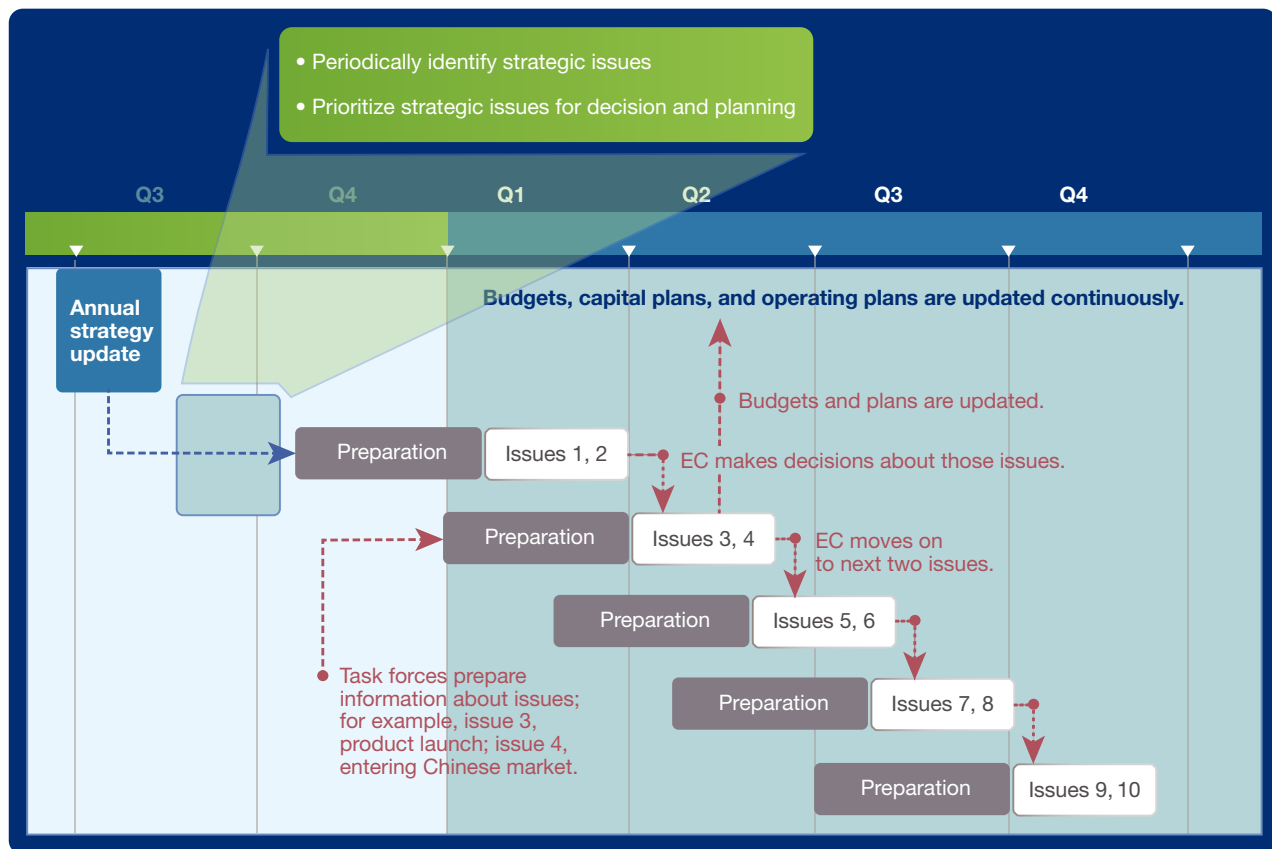 • Periodically identify strategic issues
• Prioritize strategic issues for decision and planning
Q3 Q4 Q1 Q2 Q3 Q4
Annual
strategy
update
Budgets, capital plans, and operating plans are updated continuously.
Budgets and plans are updated.
Preparation Issues 1, 2
EC makes decisions about those issues.
Preparation Issues 3, 4
EC moves on
to next two issues.
Preparation Issues 5, 6
Task forces prepare
information about issues;
for example, issue 3,
product launch; issue 4,
entering Chinese market.
Preparation Issues 7, 8
Preparation Issues 9, 10